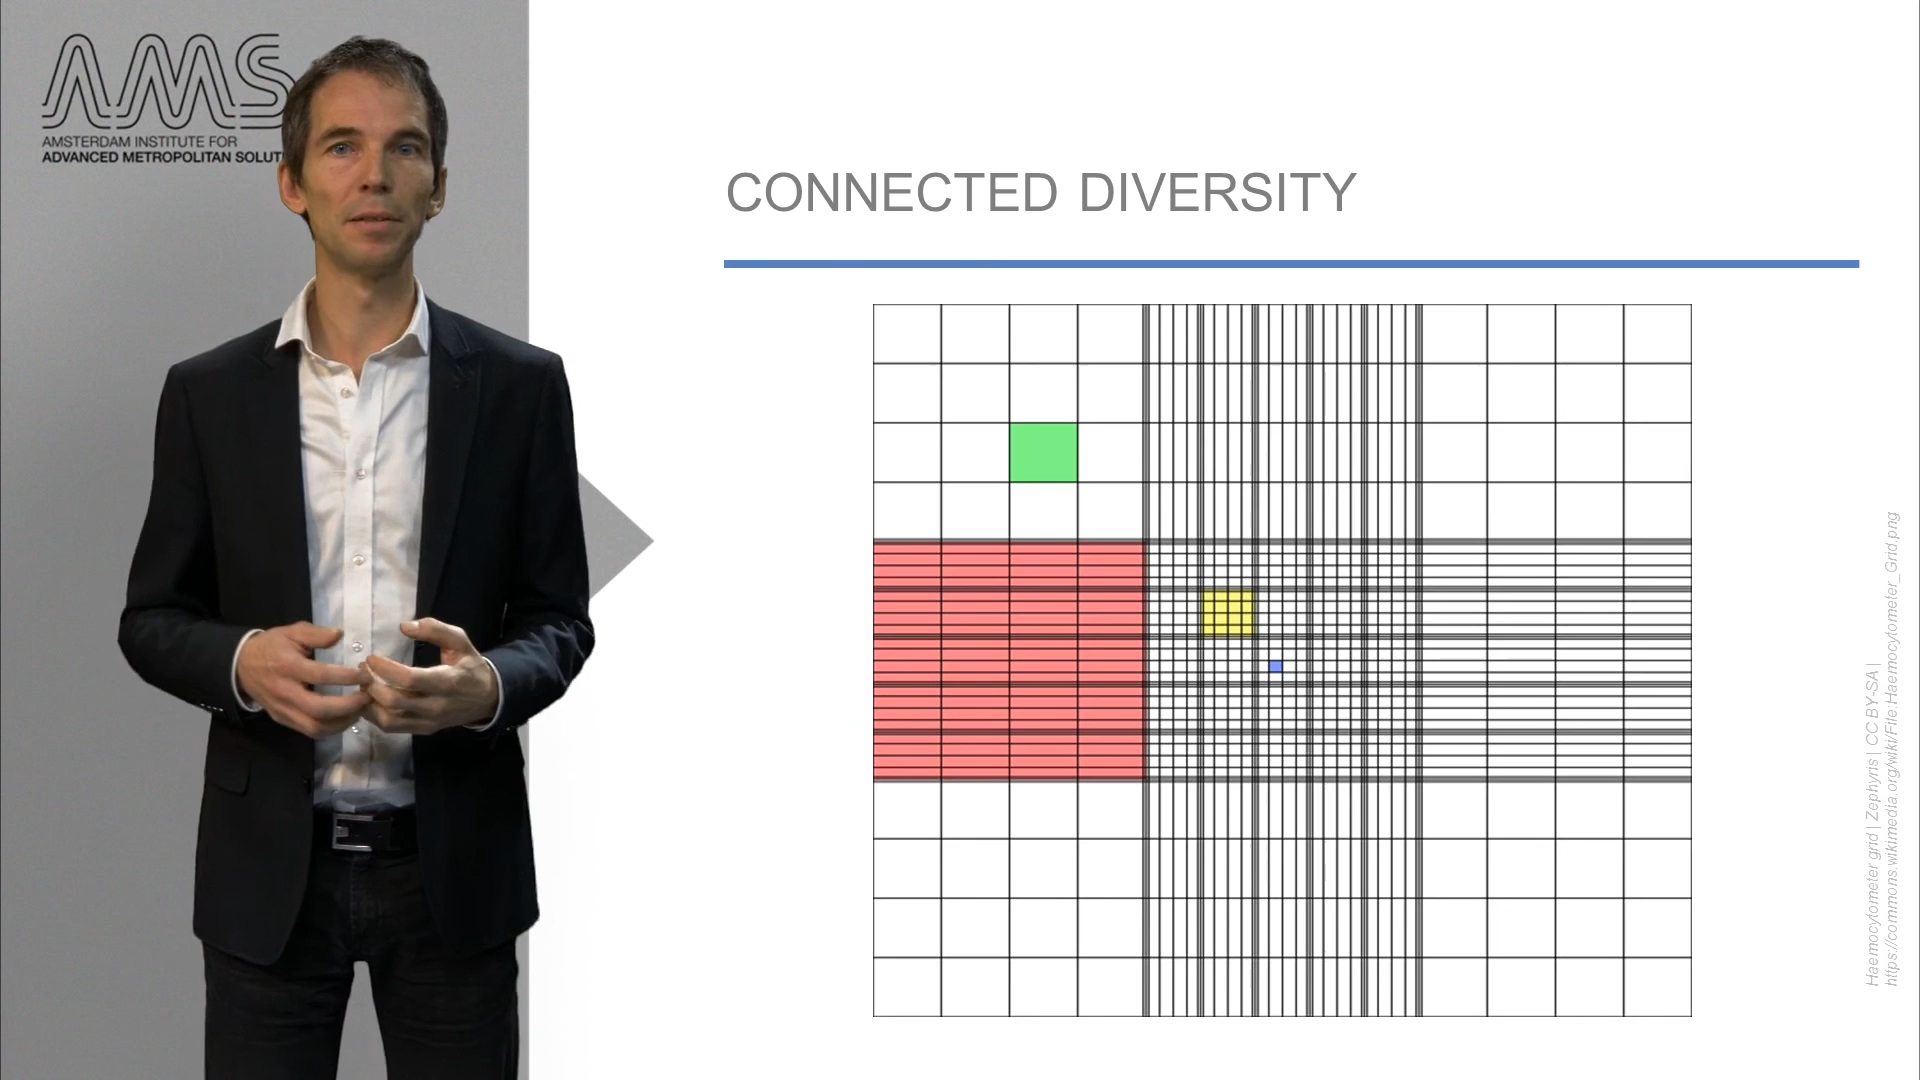 AMS
AMSTERDAM INSTITUTE FOR
ADVANCED METROPOLITAN SOLUT
CONNECTED DIVERSITY
Haemocytometer grid | Zephyris | CC BY-SA |
https://commons.wikimedia.org/wiki/File:Haemocytometer_Grid.png